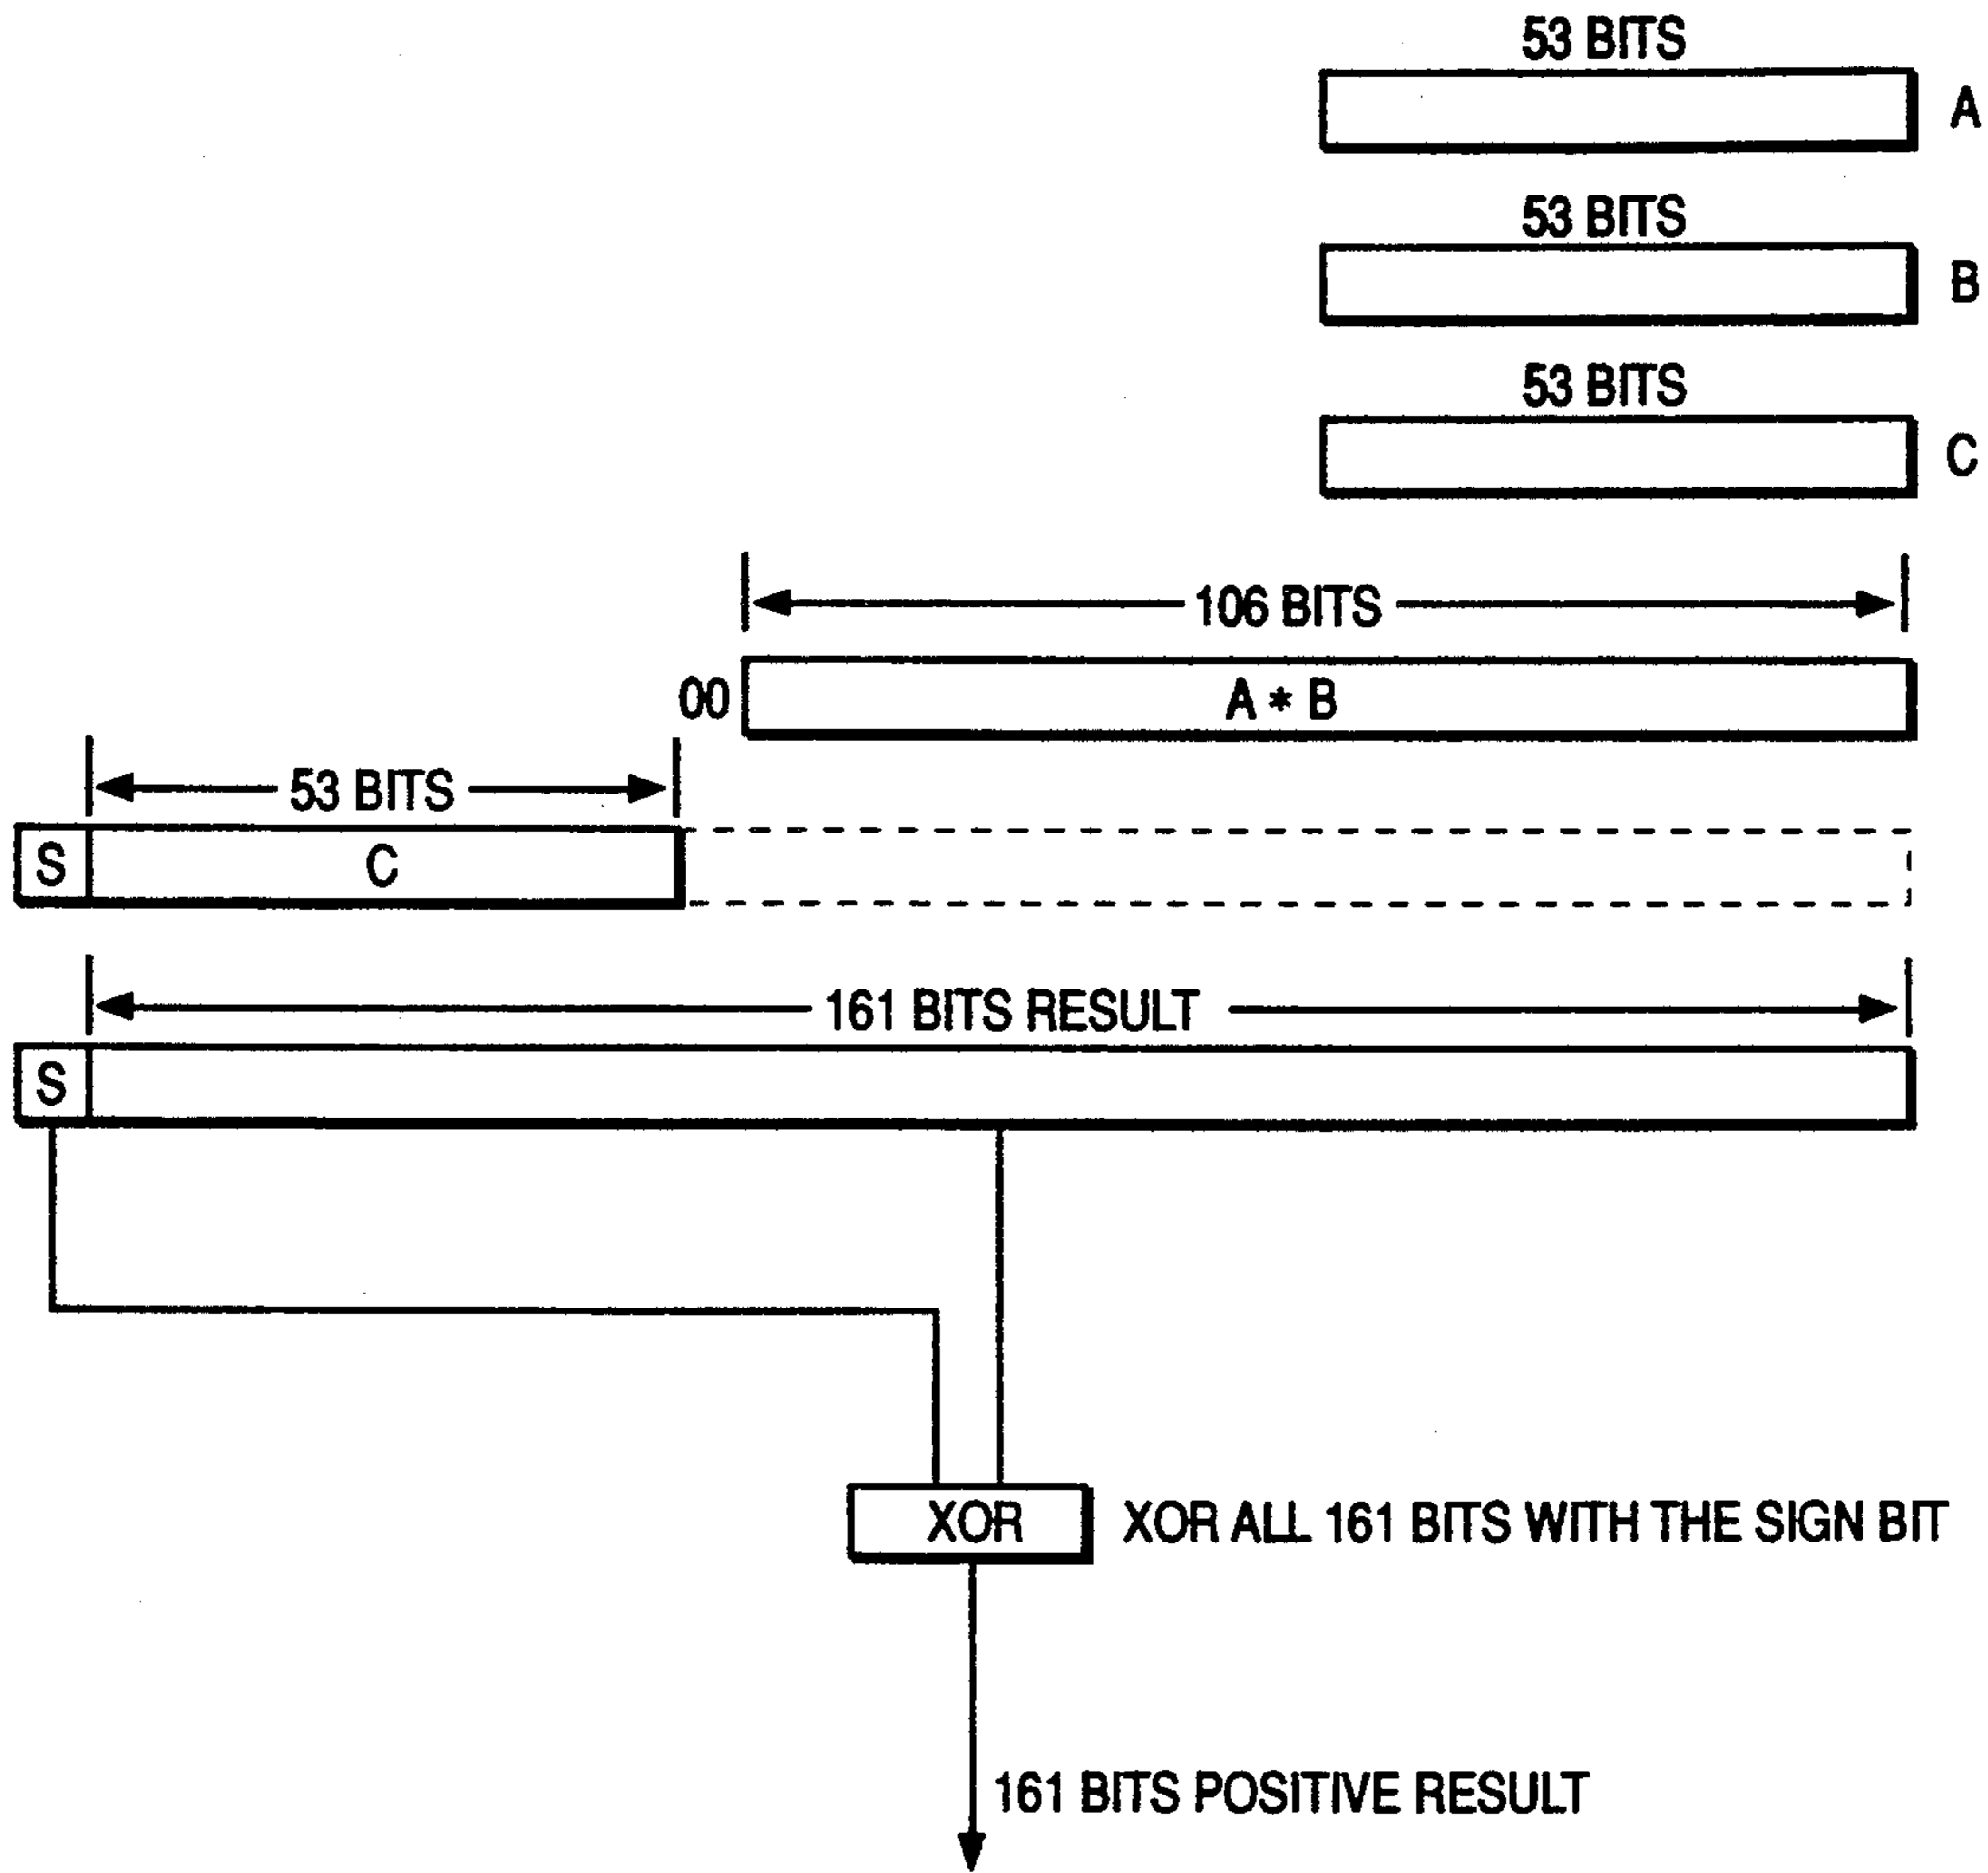 53 BITS
A
53 BITS
B
53 BITS
C
106 BITS
00
A * B
53 BITS
S
C
161 BITS RESULT
S
XOR
XOR ALL 161 BITS WITH THE SIGN BIT
161 BITS POSITIVE RESULT